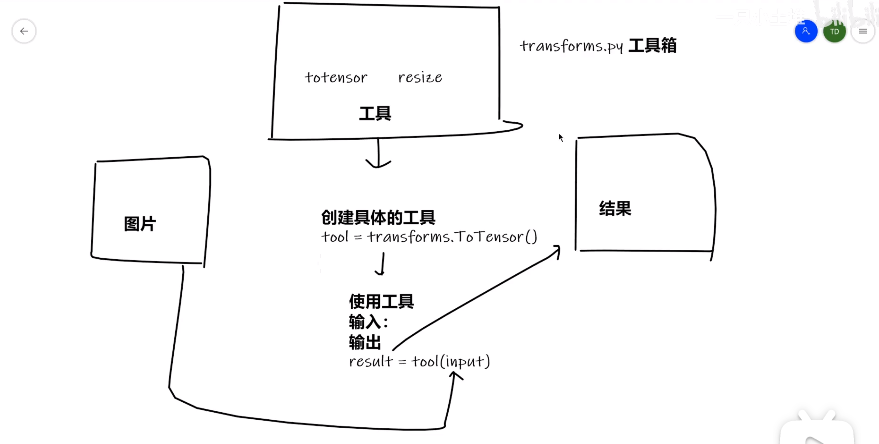 transforms.py 工具箱
totensor resize
工具
图片
创建具体的工具
tool = transforms.ToTensor()
结果
使用工具
输入:
输出
result = tool(input)
TD